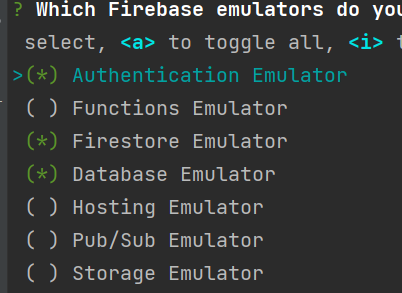 ? Which Firebase emulators do you
select, <a> to toggle all, <i> t
>(*) Authentication Emulator
( ) Functions Emulator
(*) Firestore Emulator
(*) Database Emulator
( ) Hosting Emulator
( ) Pub/Sub Emulator
( ) Storage Emulator